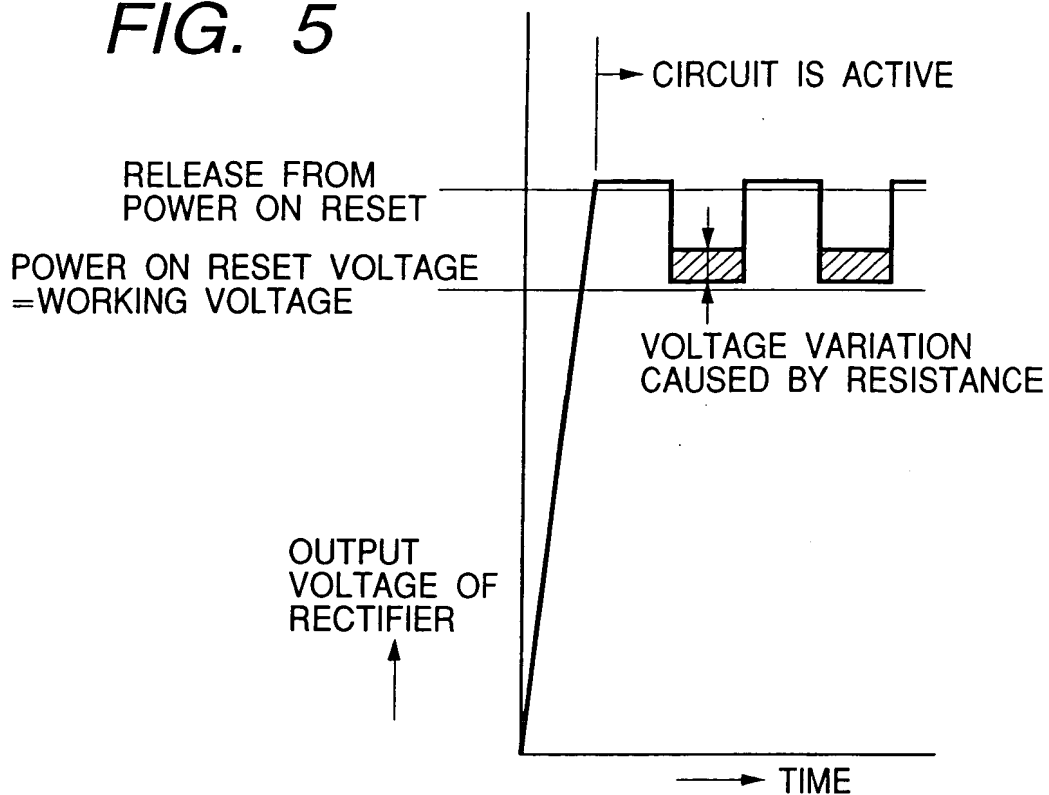 FIG. 5
CIRCUIT IS ACTIVE
RELEASE FROM
POWER ON RESET
POWER ON RESET VOLTAGE
=WORKING VOLTAGE
VOLTAGE VARIATION
CAUSED BY RESISTANCE
OUTPUT
VOLTAGE OF
RECTIFIER
TIME